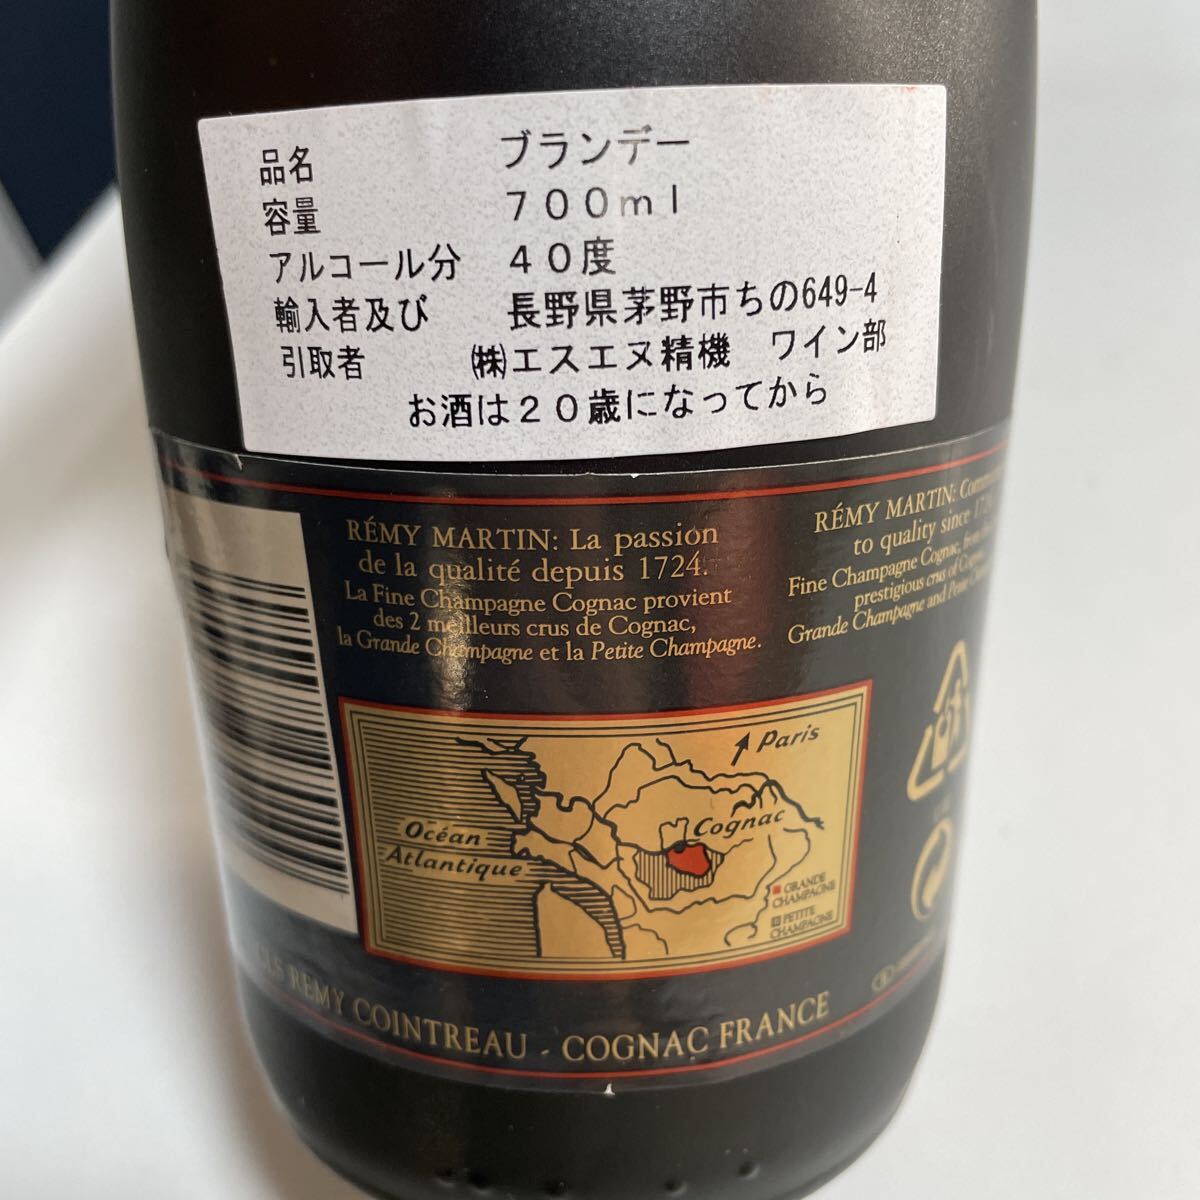 品名 ブランデー
容量 700ml
アルコール分 40度
輸入者及び 長野県茅野市ちの649-4
引取者 ㈱エスエヌ精機 ワイン部
お酒は20歳になってから
RÉMY MARTIN: La passion
de la qualité depuis 1724.
La Fine Champagne Cognac provient
des 2 meilleurs crus de Cognac,
la Grande Champagne et la Petite Champagne.
RÉMY MARTIN:
to quality since
Fine Champagne Cognac,
prestigious crus of Cognac
Grande Champagne and Petite
Paris
Cognac
Océan
Atlantique
GRANDE
CHAMPAGNE
PETITE
CHAMPAGNE
REMY COINTREAU - COGNAC FRANCE